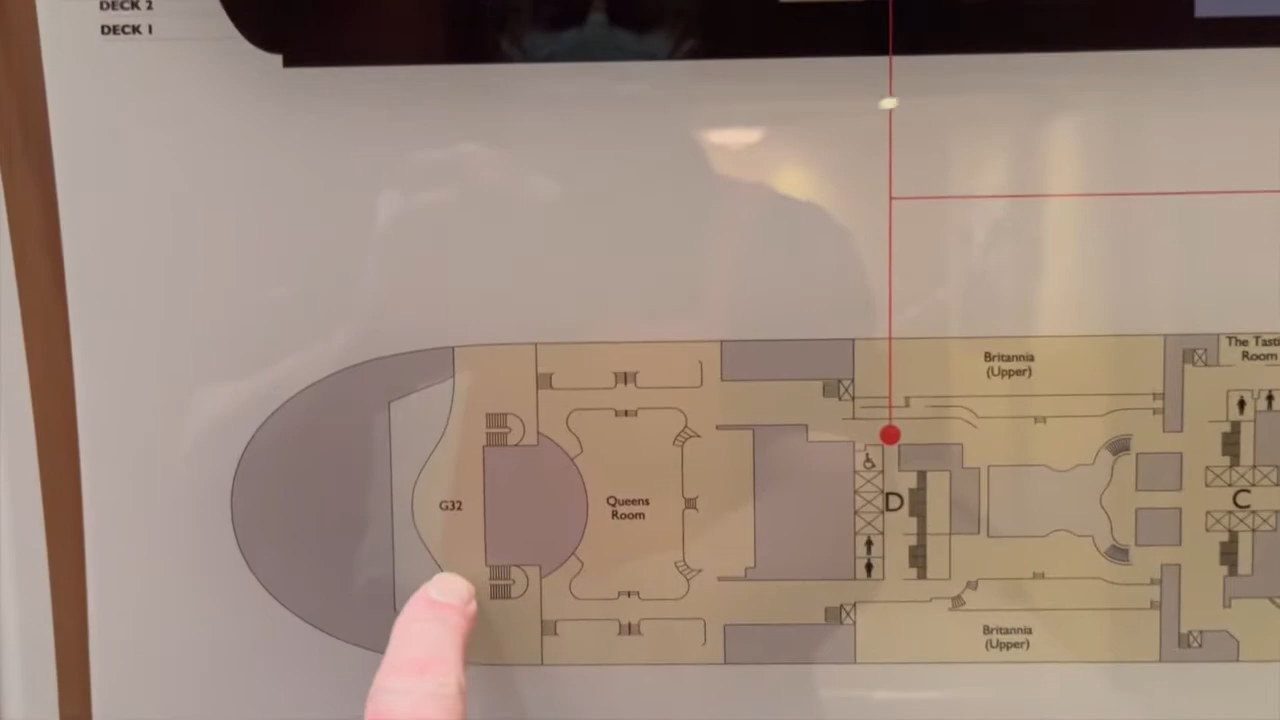 DECK 2
DECK 1
Britannia
(Upper)
The Tasti
Room
G32
Queens
Room
D
C
Britannia
(Upper)